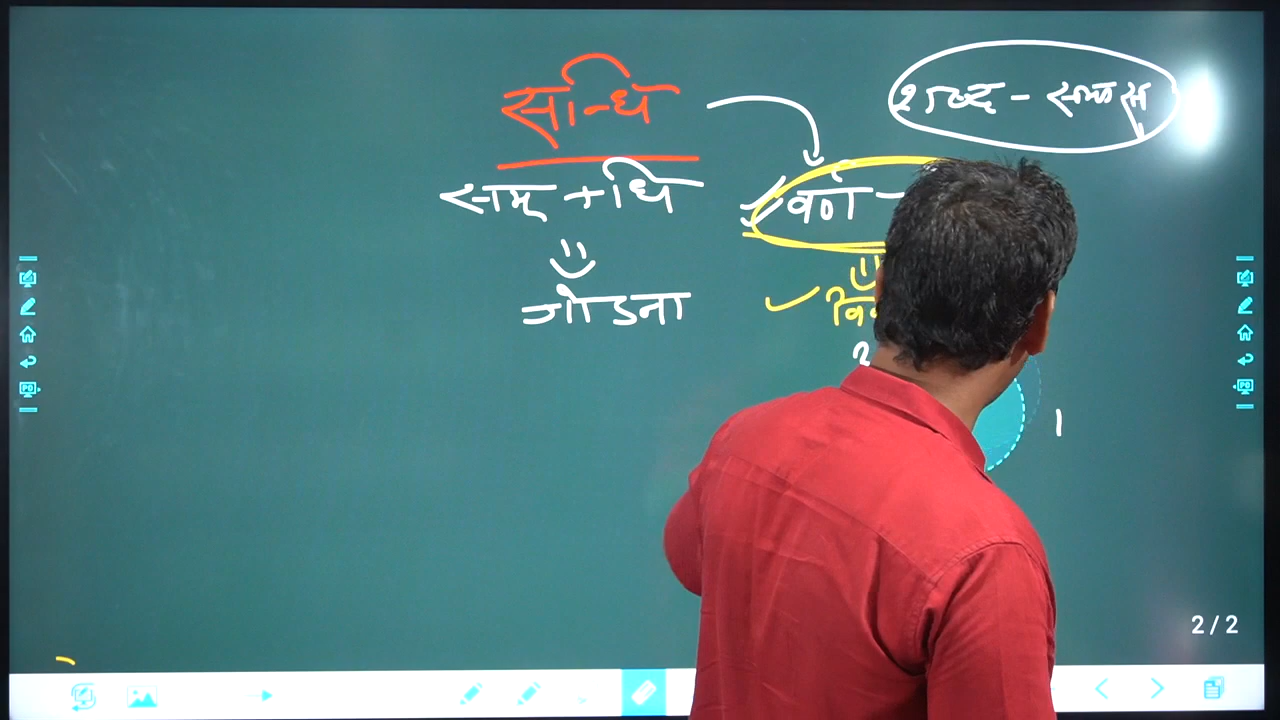 सन्धि
शब्द - समास
सम् + धि
वर्णो -
जोडना
2/2